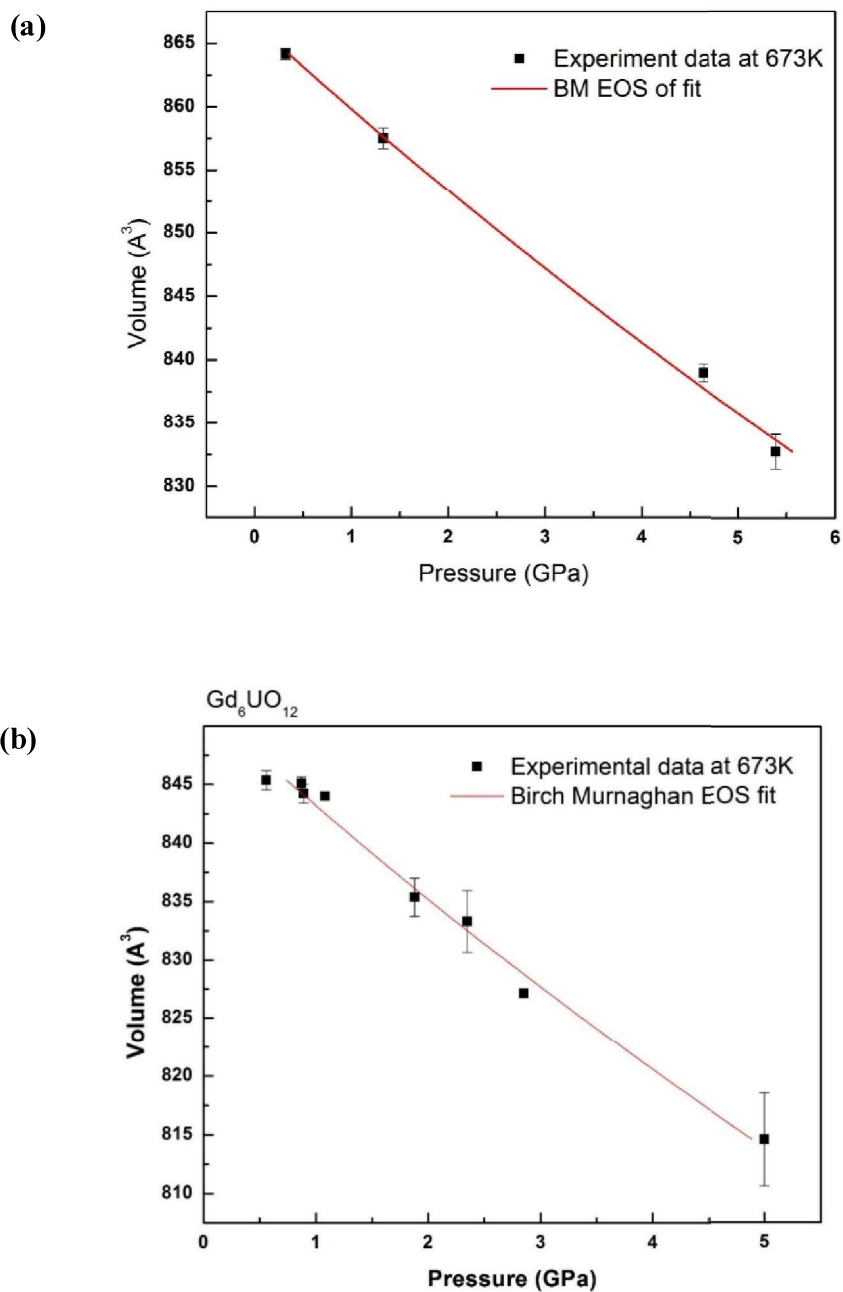 (a)
865
860
855
850
845
840
835
830
Volume (A³)
Experiment data at 673K
BM EOS of fit
0 1 2 3 4 5 6
Pressure (GPa)
Gd₆UO₁₂
(b)
845
840
835
830
825
820
815
810
Volume (A³)
Experimental data at 673K
Birch Murnaghan EOS fit
0 1 2 3 4 5
Pressure (GPa)